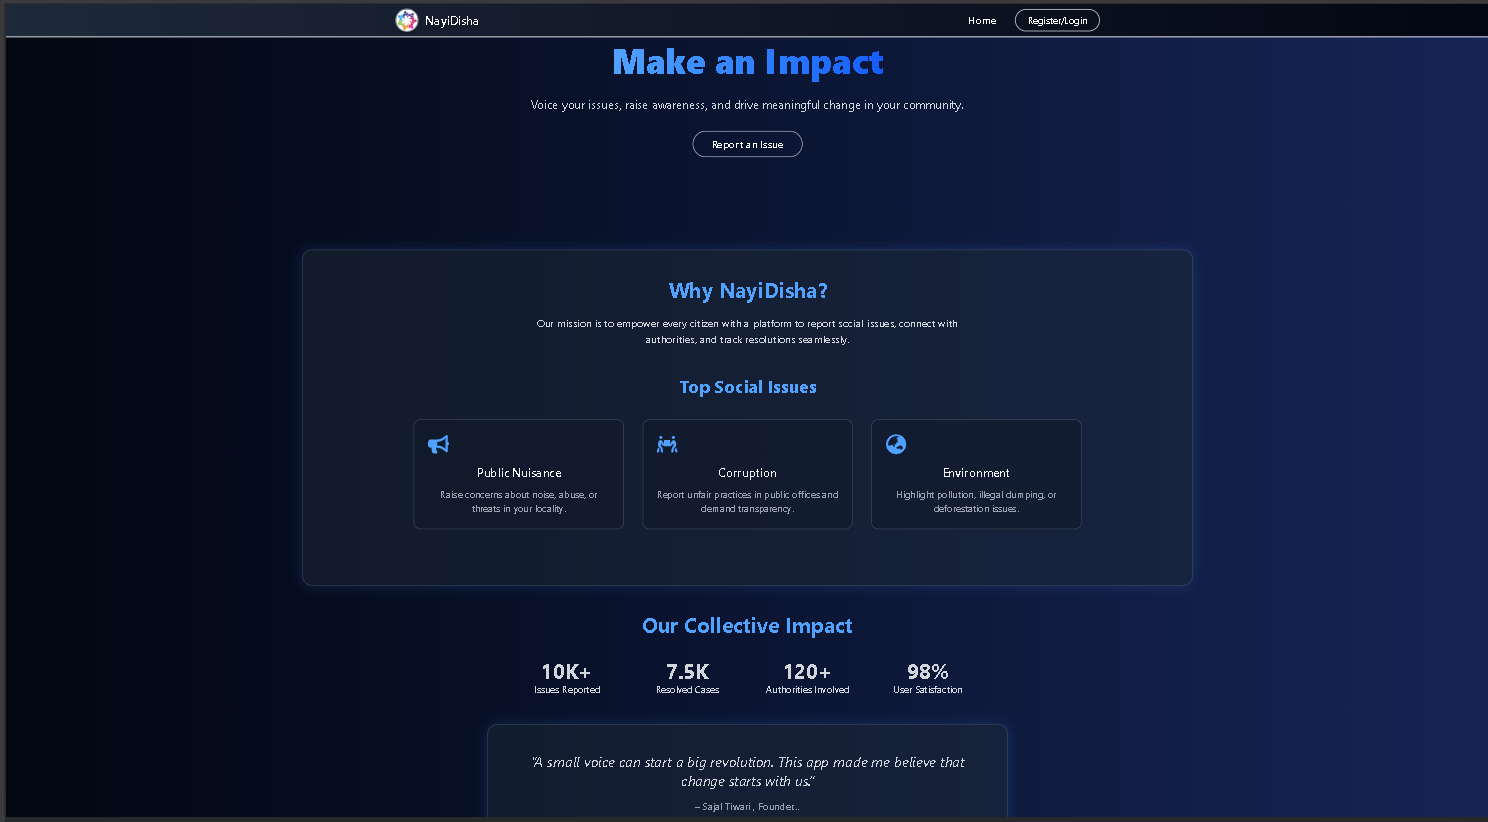 NayiDisha
Home
Register/Login
Make an Impact
Voice your issues, raise awareness, and drive meaningful change in your community.
Report an Issue
Why NayiDisha?
Our mission is to empower every citizen with a platform to report social issues, connect with
authorities, and track resolutions seamlessly.
Top Social Issues
Public Nuisance
Raise concerns about noise, abuse, or
threats in your locality.
Corruption
Report unfair practices in public offices and
demand transparency.
Environment
Highlight pollution, illegal dumping, or
deforestation issues.
Our Collective Impact
10K+
Issues Reported
7.5K
Resolved Cases
120+
Authorities Involved
98%
User Satisfaction
"A small voice can start a big revolution. This app made me believe that
change starts with us."
– Sajal Tiwari , Founder..